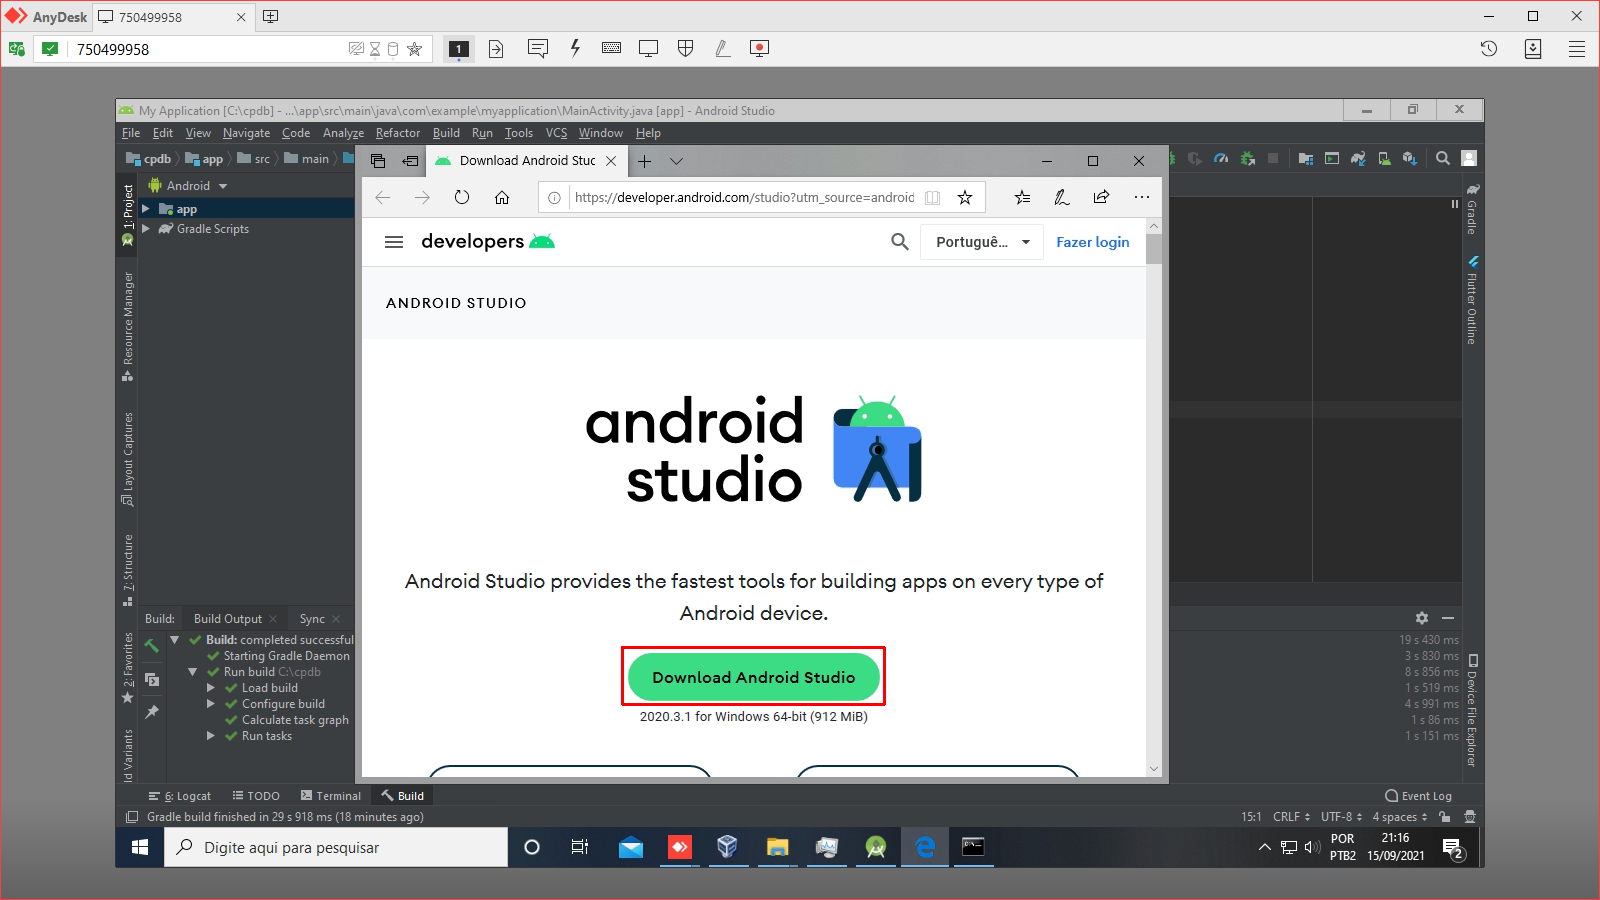 AnyDesk
750499958
750499958
1
My Application [C:\cpdb] - ...\app\src\main\java\com\example\myapplication\MainActivity.java [app] - Android Studio
File Edit View Navigate Code Analyze Refactor Build Run Tools VCS Window Help
cpdb app src main
Download Android Stud
https://developer.android.com/studio?utm_source=android
Android
app
Gradle Scripts
1: Project
Resource Manager
Layout Captures
7: Structure
2: Favorites
ld Variants
developers
Portuguê...
Fazer login
ANDROID STUDIO
android
studio
Android Studio provides the fastest tools for building apps on every type of
Android device.
Download Android Studio
2020.3.1 for Windows 64-bit (912 MiB)
Gradle
Flutter Outline
Device File Explorer
Build: Build Output Sync
Build: completed successful 19 s 430 ms
Starting Gradle Daemon 3 s 830 ms
Run build C:\cpdb 8 s 856 ms
Load build 1 s 519 ms
Configure build 4 s 991 ms
Calculate task graph 1 s 86 ms
Run tasks 1 s 151 ms
6: Logcat TODO Terminal Build Event Log
Gradle build finished in 29 s 918 ms (18 minutes ago) 15:1 CRLF UTF-8 4 spaces
Digite aqui para pesquisar
POR
PTB2
21:16
15/09/2021
2